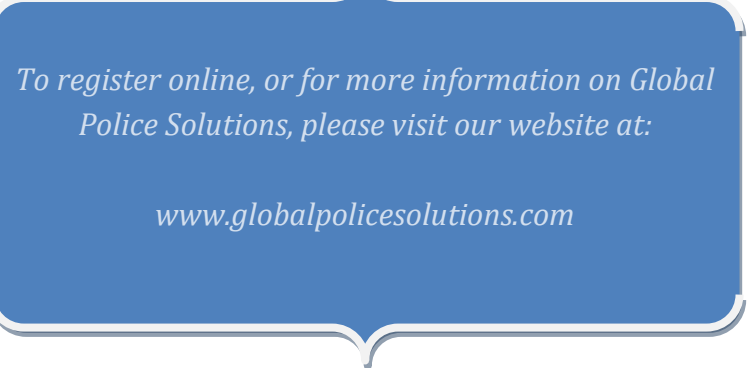 To register online, or for more information on Global
Police Solutions, please visit our website at:
www.globalpolicesolutions.com